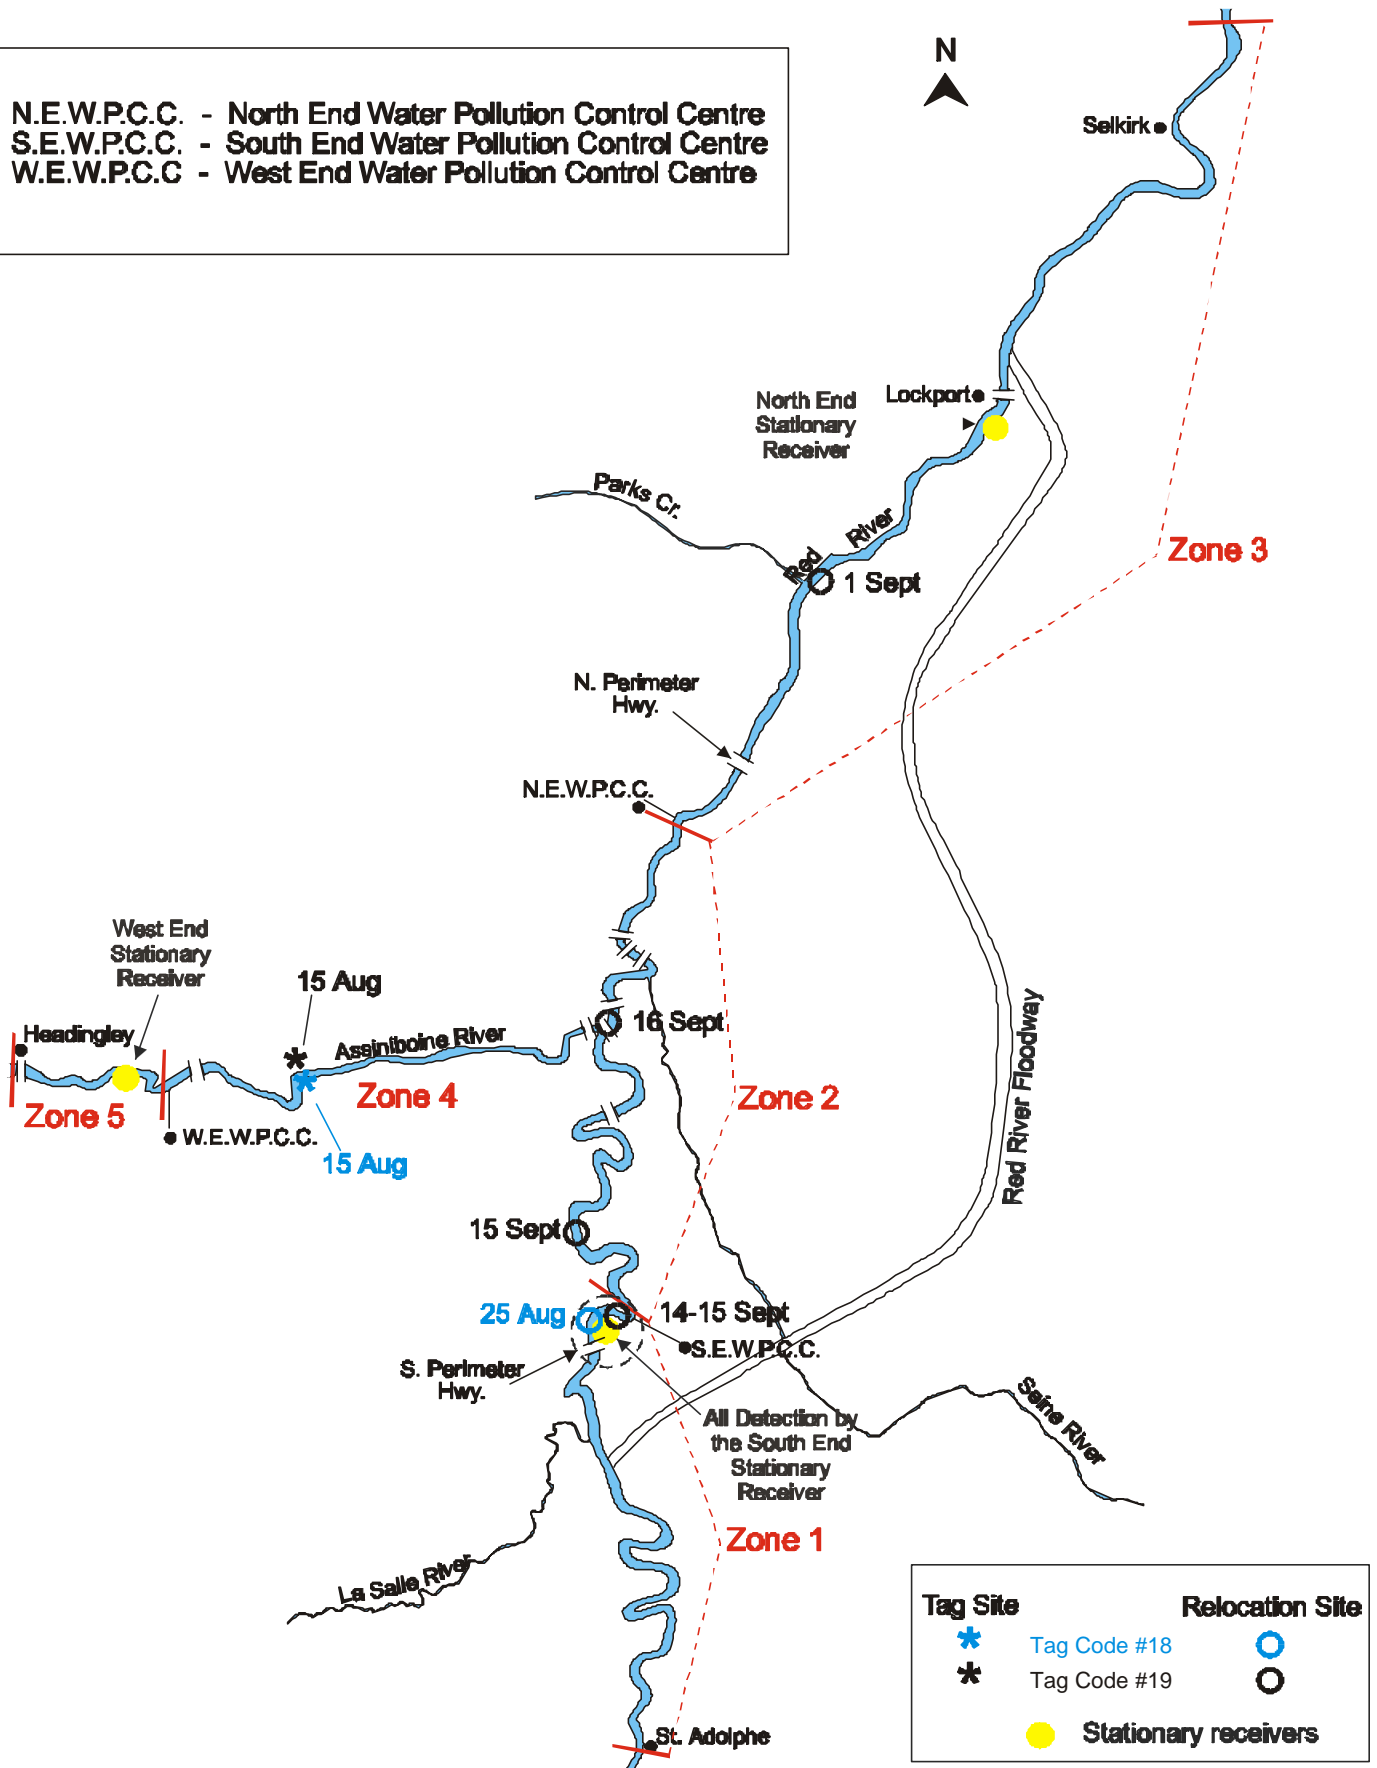 N
N.E.W.P.C.C. - North End Water Pollution Control Centre
S.E.W.P.C.C. - South End Water Pollution Control Centre
W.E.W.P.C.C - West End Water Pollution Control Centre
Selkirk
Lockport
North End
Stationary
Receiver
Parks Cr.
Red River
Zone 3
1 Sept
N. Perimeter
Hwy.
N.E.W.P.C.C.
West End
Stationary
Receiver
15 Aug
Headingley
Assiniboine River
16 Sept
Red River Floodway
Zone 5
Zone 4
Zone 2
W.E.W.P.C.C.
15 Aug
15 Sept
25 Aug
14-15 Sept
S.E.W.P.C.C.
S. Perimeter
Hwy.
All Detection by
the South End
Stationary
Receiver
Seine River
Zone 1
La Salle River
St. Adolphe
Tag Site
Relocation Site
Tag Code #18
Tag Code #19
Stationary receivers